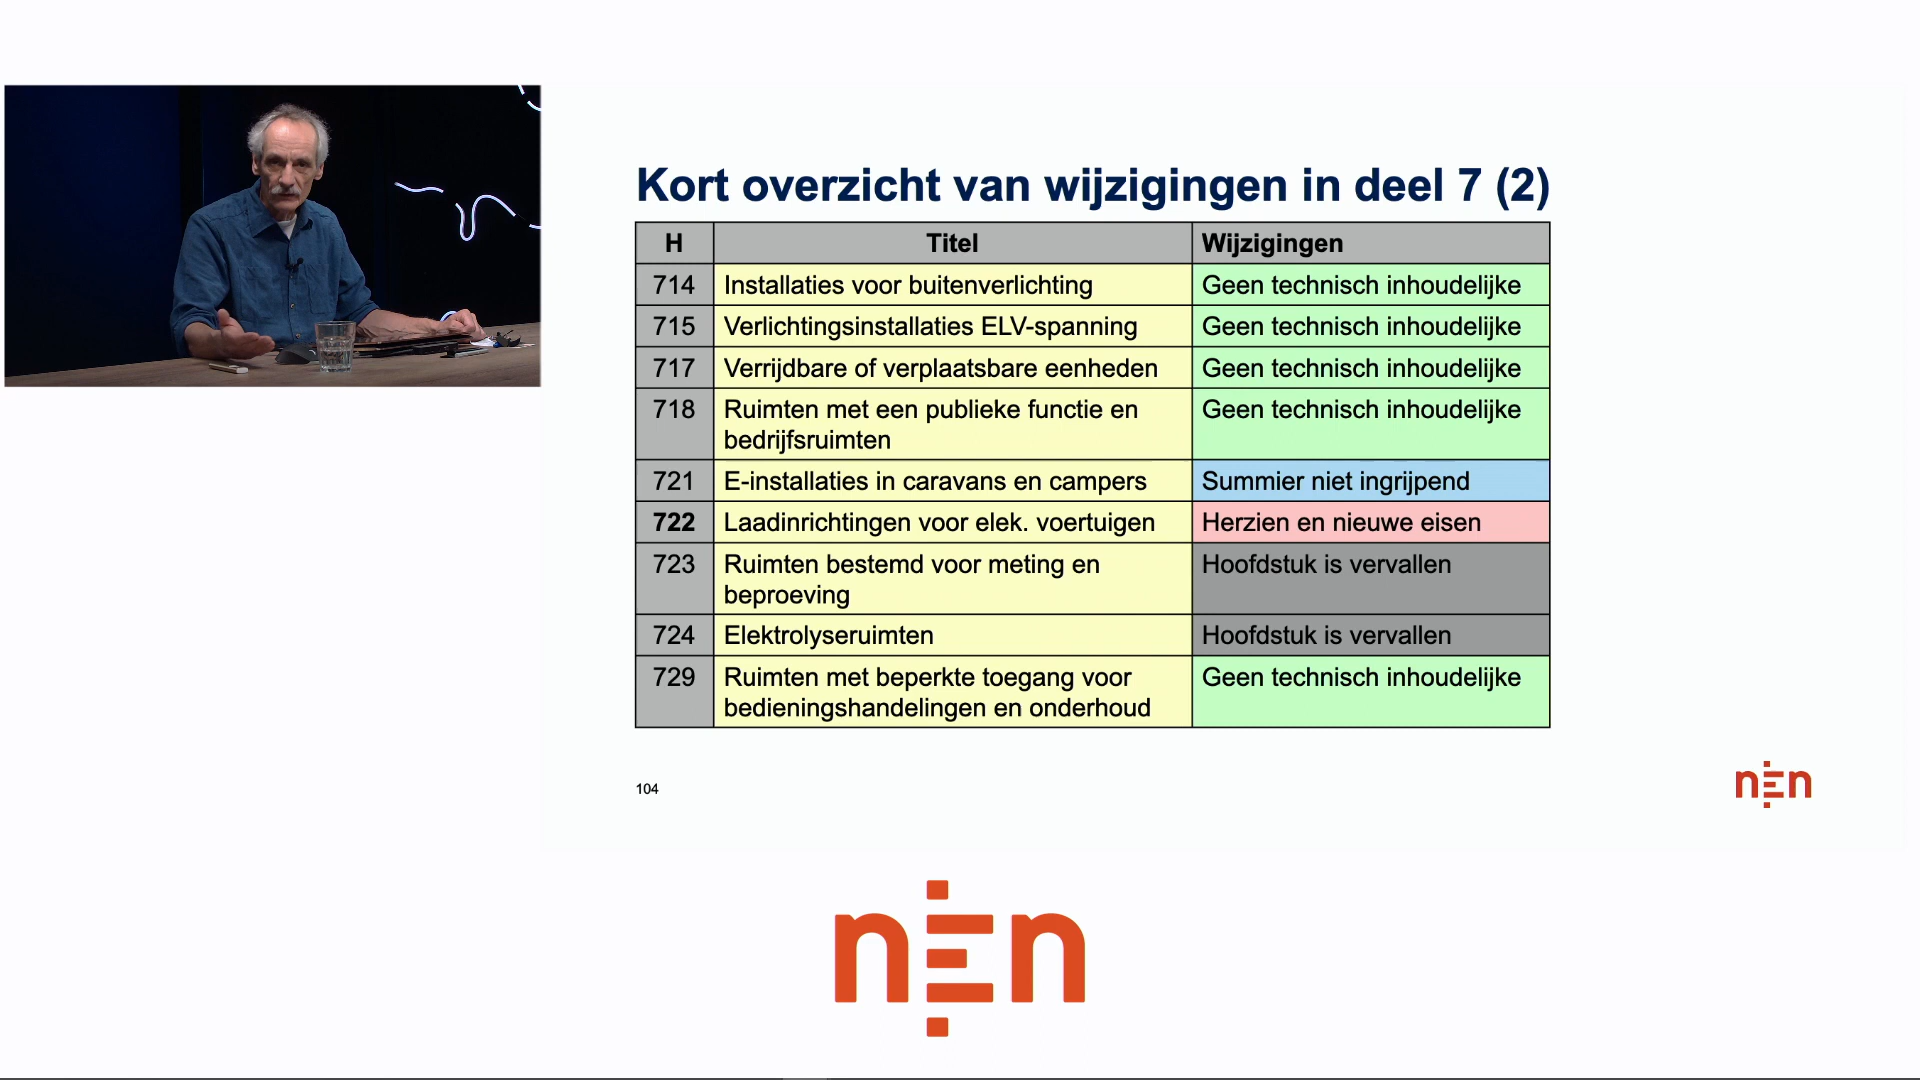 Kort overzicht van wijzigingen in deel 7 (2)
H Titel Wijzigingen
714 Installaties voor buitenverlichting Geen technisch inhoudelijke
715 Verlichtingsinstallaties ELV-spanning Geen technisch inhoudelijke
717 Verrijdbare of verplaatsbare eenheden Geen technisch inhoudelijke
718 Ruimten met een publieke functie en Geen technisch inhoudelijke
bedrijfsruimten
721 E-installaties in caravans en campers Summier niet ingrijpend
722 Laadinrichtingen voor elek. voertuigen Herzien en nieuwe eisen
723 Ruimten bestemd voor meting en Hoofdstuk is vervallen
beproeving
724 Elektrolyseruimten Hoofdstuk is vervallen
729 Ruimten met beperkte toegang voor Geen technisch inhoudelijke
bedieningshandelingen en onderhoud
104
nEn
nEn